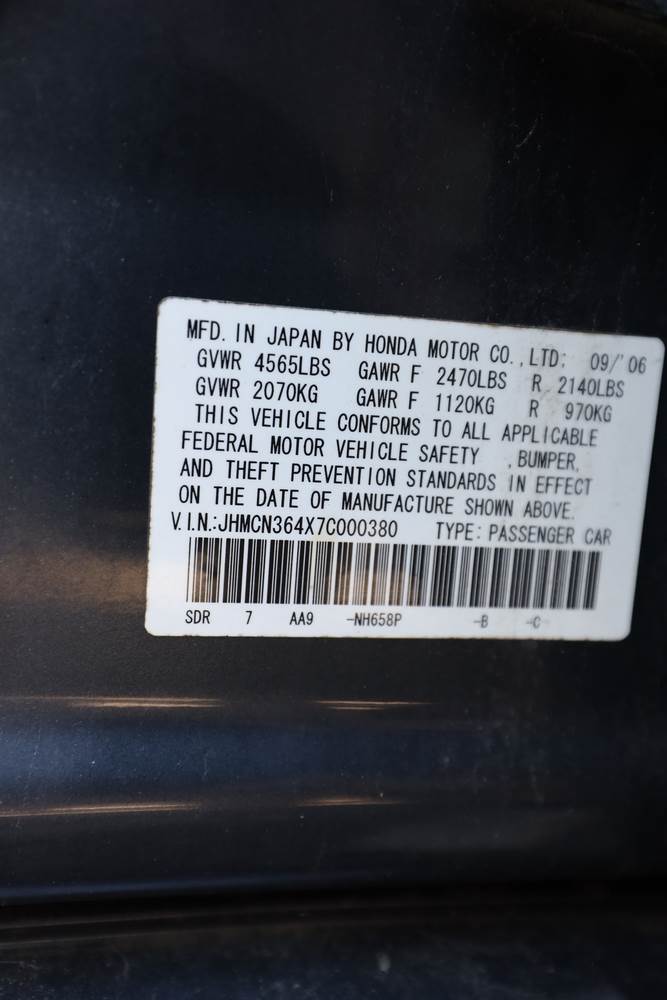 MFD. IN JAPAN BY HONDA MOTOR CO., LTD; 09/'06
GVWR 4565LBS GAWR F 2470LBS R 2140LBS
GVWR 2070KG GAWR F 1120KG R 970KG
THIS VEHICLE CONFORMS TO ALL APPLICABLE
FEDERAL MOTOR VEHICLE SAFETY , BUMPER,
AND THEFT PREVENTION STANDARDS IN EFFECT
ON THE DATE OF MANUFACTURE SHOWN ABOVE.
V.I.N.:JHMCN364X7C000380 TYPE: PASSENGER CAR
SDR 7 AA9 -NH658P -B -C